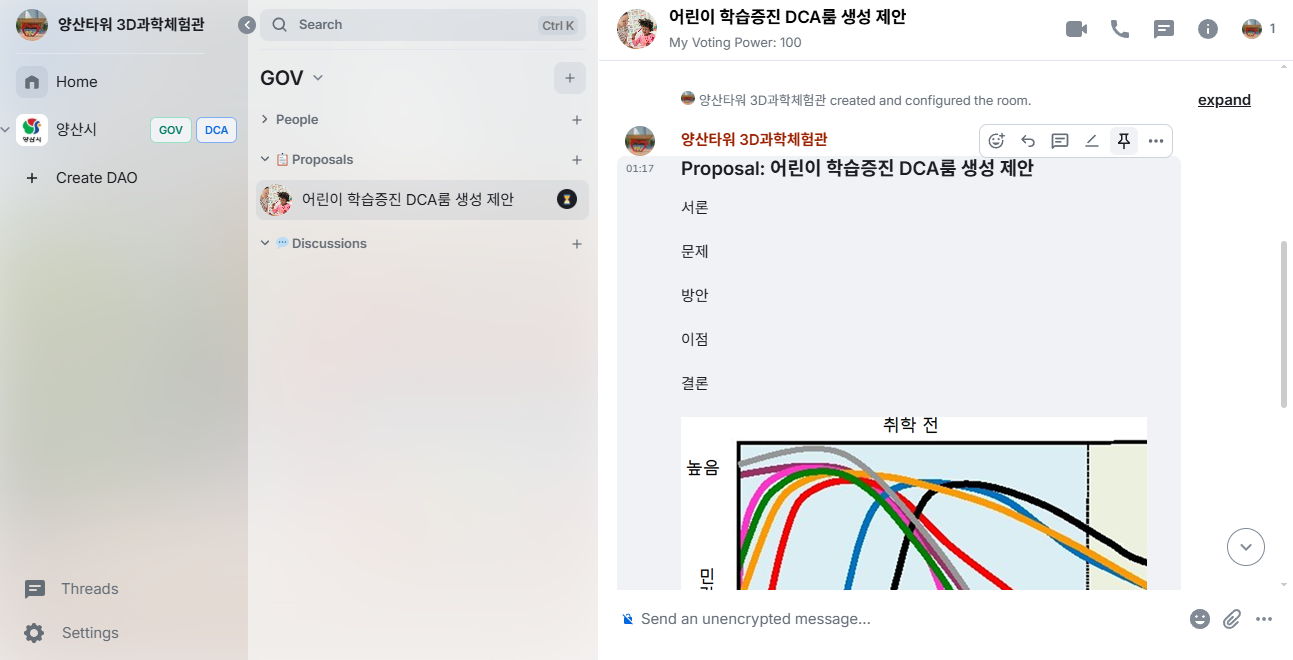 양산타워 3D과학체험관
Home
양산시 GOV DCA
양산시
Create DAO
Threads
Settings
Search Ctrl K
GOV
People
Proposals
어린이 학습증진 DCA룸 생성 제안
Discussions
어린이 학습증진 DCA룸 생성 제안
My Voting Power: 100
1
양산타워 3D과학체험관 created and configured the room.
expand
양산타워 3D과학체험관
01:17
Proposal: 어린이 학습증진 DCA룸 생성 제안
서론
문제
방안
이점
결론
취학 전
높음
민
Send an unencrypted message...